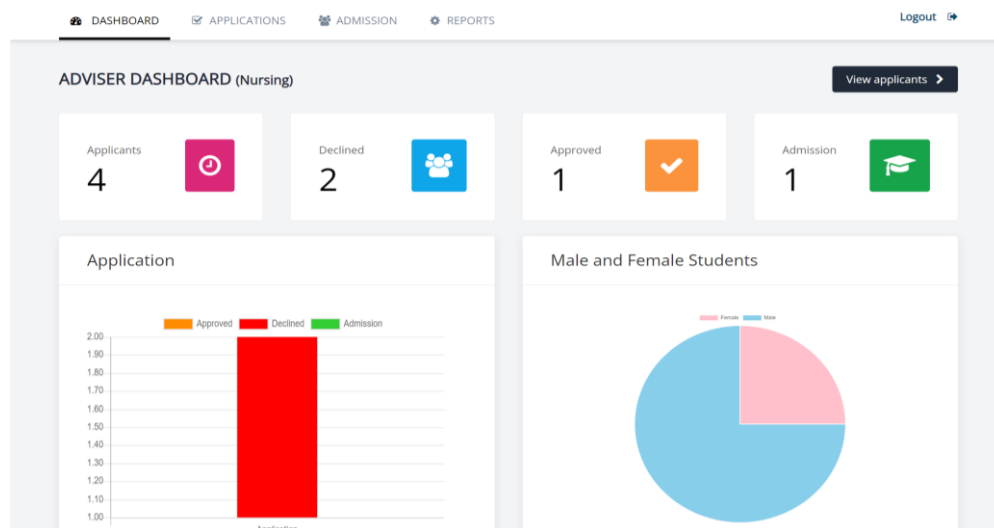 DASHBOARD APPLICATIONS ADMISSION REPORTS Logout
ADVISER DASHBOARD (Nursing) View applicants
Applicants
4
Declined
2
Approved
1
Admission
1
Application
Approved Declined Admission
2.00
1.90
1.80
1.70
1.60
1.50
1.40
1.30
1.20
1.10
1.00
Application
Male and Female Students
Female Male